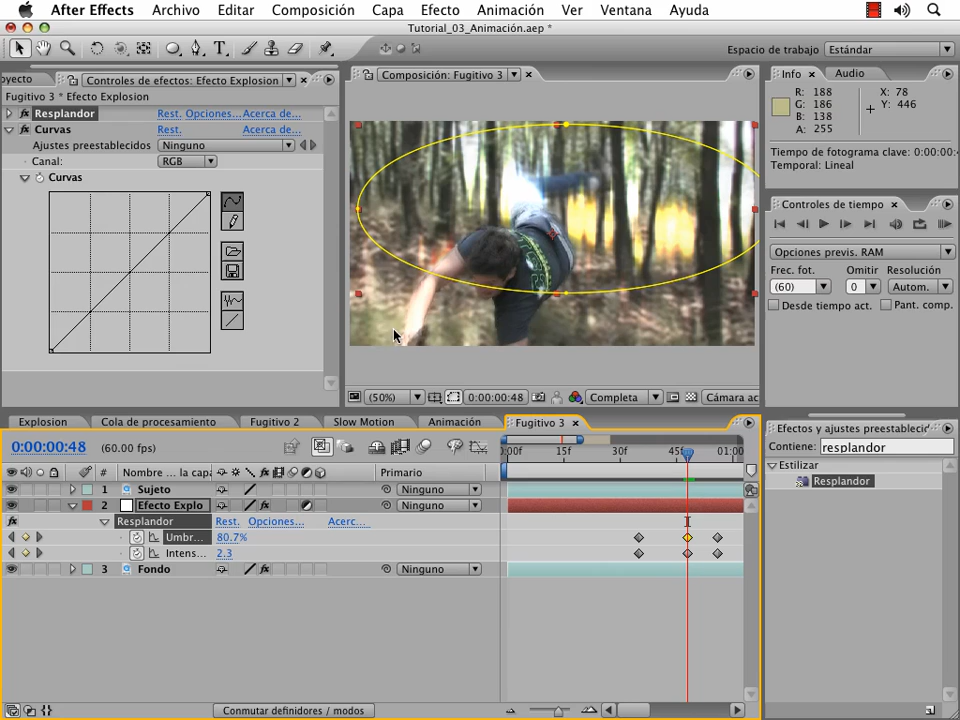 After Effects Archivo Editar Composición Capa Efecto Animación Ver Ventana Ayuda
Tutorial_03_Animación.aep *
Espacio de trabajo Estándar
oyecto Controles de efectos: Efecto Explosion
Fugitivo 3 * Efecto Explosion
Resplandor Rest. Opciones... Acerca de...
Curvas Rest. Acerca de...
Ajustes preestablecidos Ninguno
Canal: RGB
Curvas
Composición: Fugitivo 3
(50%) 0:00:00:48 Completa Cámara ac
Info Audio
R: 188 X: 78
G: 186 Y: 446
B: 138
A: 255
Tiempo de fotograma clave: 0:00:00:
Temporal: Lineal
Controles de tiempo
Opciones previs. RAM
Frec. fot. Omitir Resolución
(60) 0 Autom.
Desde tiempo act. Pant. comp.
Explosion Cola de procesamiento Fugitivo 2 Slow Motion Animación Fugitivo 3
0:00:00:48 (60.00 fps)
:00f 15f 30f 45f 01:00
# Nombre ... la capa Primario
1 Sujeto Ninguno
2 Efecto Explo Ninguno
Resplandor Rest. Opciones... Acerc...
Umbr... 80.7%
Intens... 2.3
3 Fondo Ninguno
Conmutar definidores / modos
Efectos y ajustes preestablecid
Contiene: resplandor
Estilizar
Resplandor